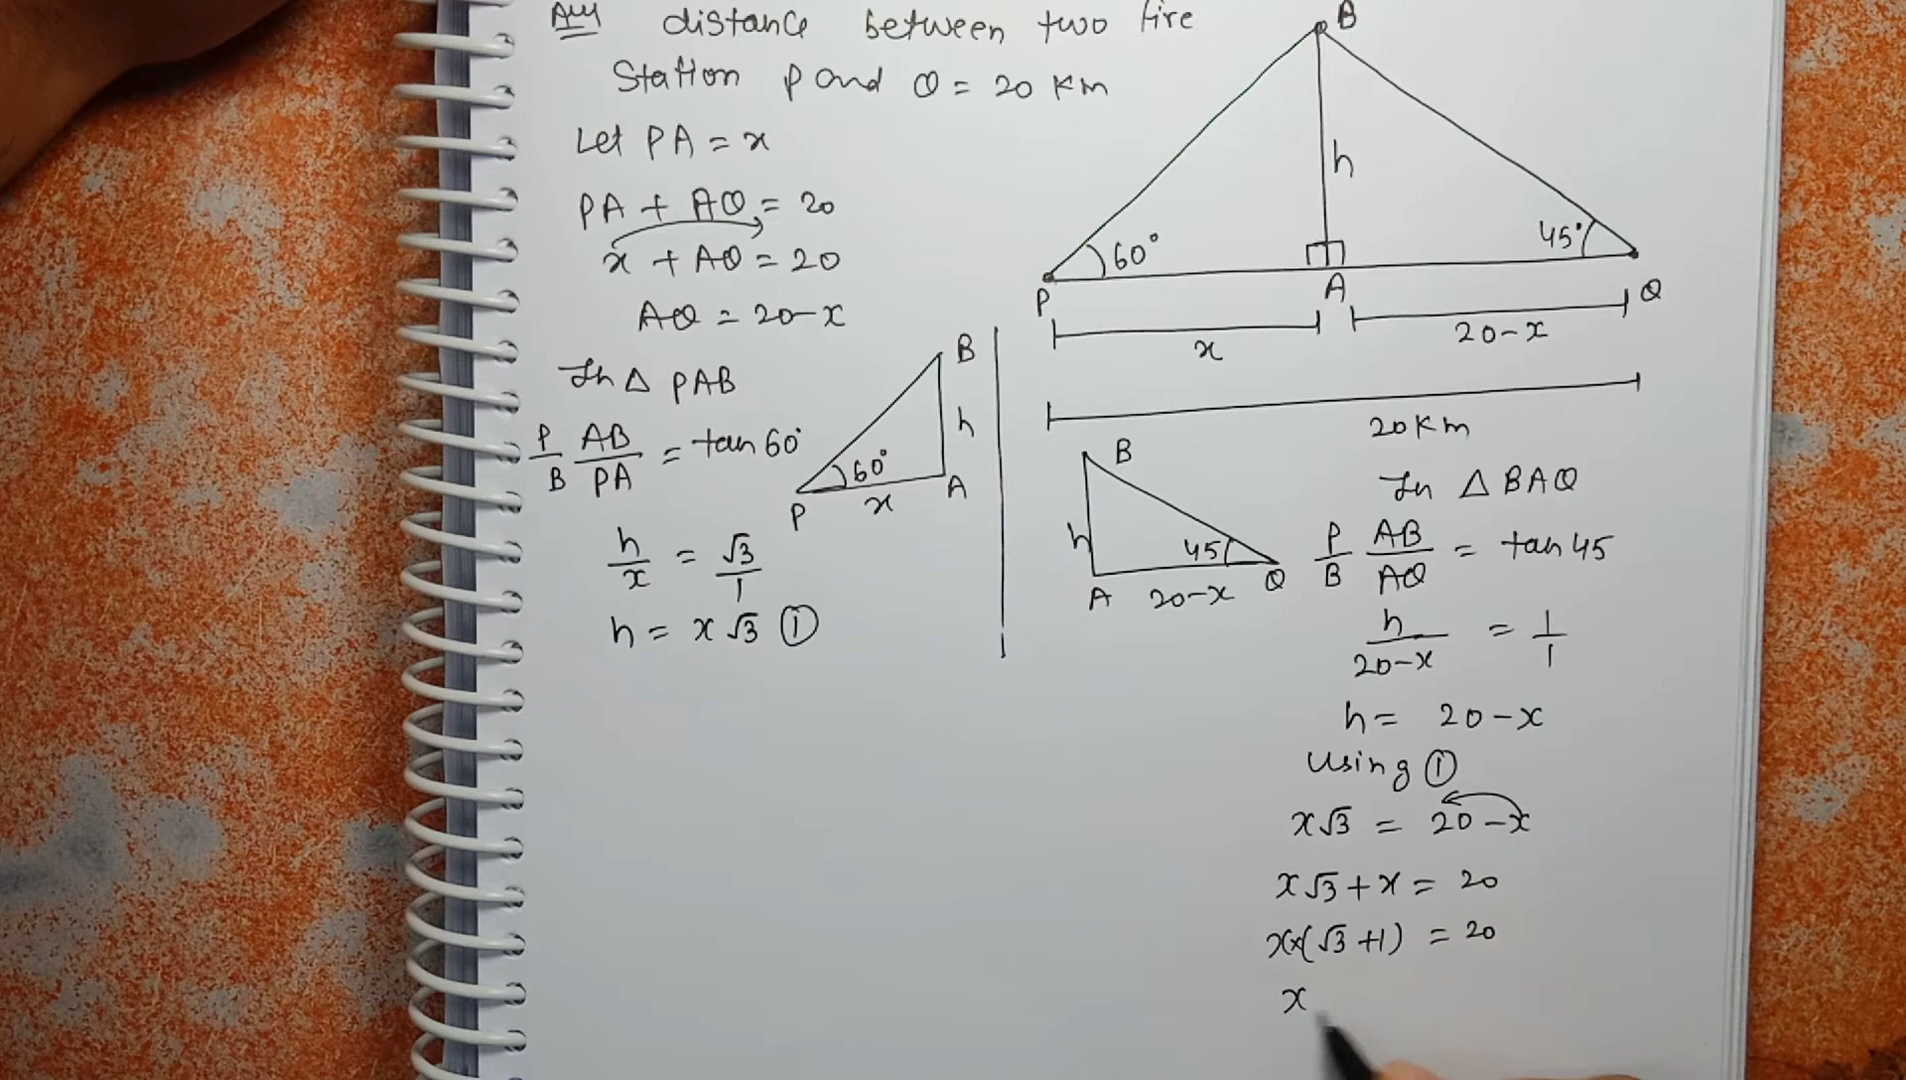 Ans distance between two fire
Station P and Q = 20 Km
Let PA = x
PA + AQ = 20
x + AQ = 20
AQ = 20-x
In △ PAB
P/B AB/PA = tan 60°
h/x = √3/1
h = x √3 ①
B
h
60°
P x A
B
h
60° 45°
P A Q
x 20-x
20 Km
B
h
45
A 20-x Q
In △ BAQ
P/B AB/AQ = tan 45
h/20-x = 1/1
h = 20-x
Using ①
x√3 = 20-x
x√3+x = 20
x×(√3+1) = 20
x